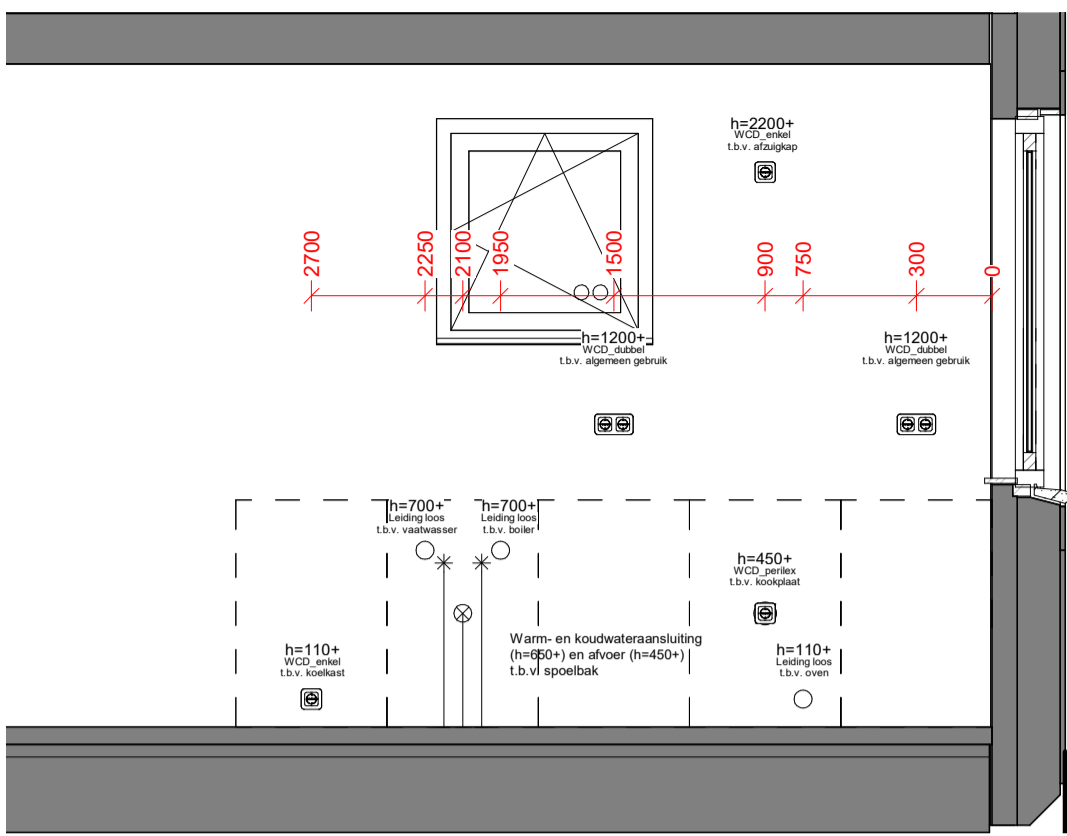 h=2200+
WCD_enkel
t.b.v. afzuigkap
2700
2250
2100
1950
1500
900
750
300
0
h=1200+
WCD_dubbel
t.b.v. algemeen gebruik
h=1200+
WCD_dubbel
t.b.v. algemeen gebruik
h=700+
Leiding loos
t.b.v. vaatwasser
h=700+
Leiding loos
t.b.v. boiler
h=450+
WCD_perilex
t.b.v. kookplaat
Warm- en koudwateraansluiting
(h=650+) en afvoer (h=450+)
t.b.v. spoelbak
h=110+
WCD_enkel
t.b.v. koelkast
h=110+
Leiding loos
t.b.v. oven